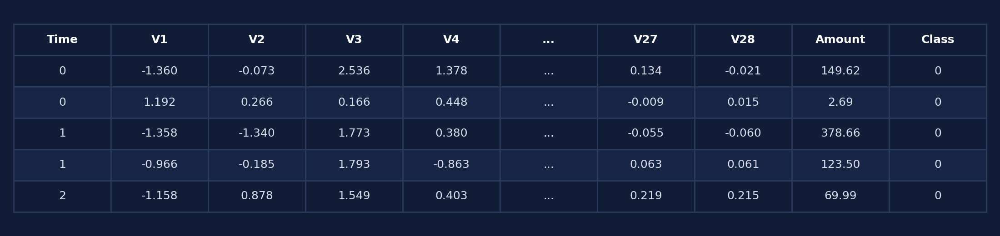 Time V1 V2 V3 V4 ... V27 V28 Amount Class
0 -1.360 -0.073 2.536 1.378 ... 0.134 -0.021 149.62 0
0 1.192 0.266 0.166 0.448 ... -0.009 0.015 2.69 0
1 -1.358 -1.340 1.773 0.380 ... -0.055 -0.060 378.66 0
1 -0.966 -0.185 1.793 -0.863 ... 0.063 0.061 123.50 0
2 -1.158 0.878 1.549 0.403 ... 0.219 0.215 69.99 0